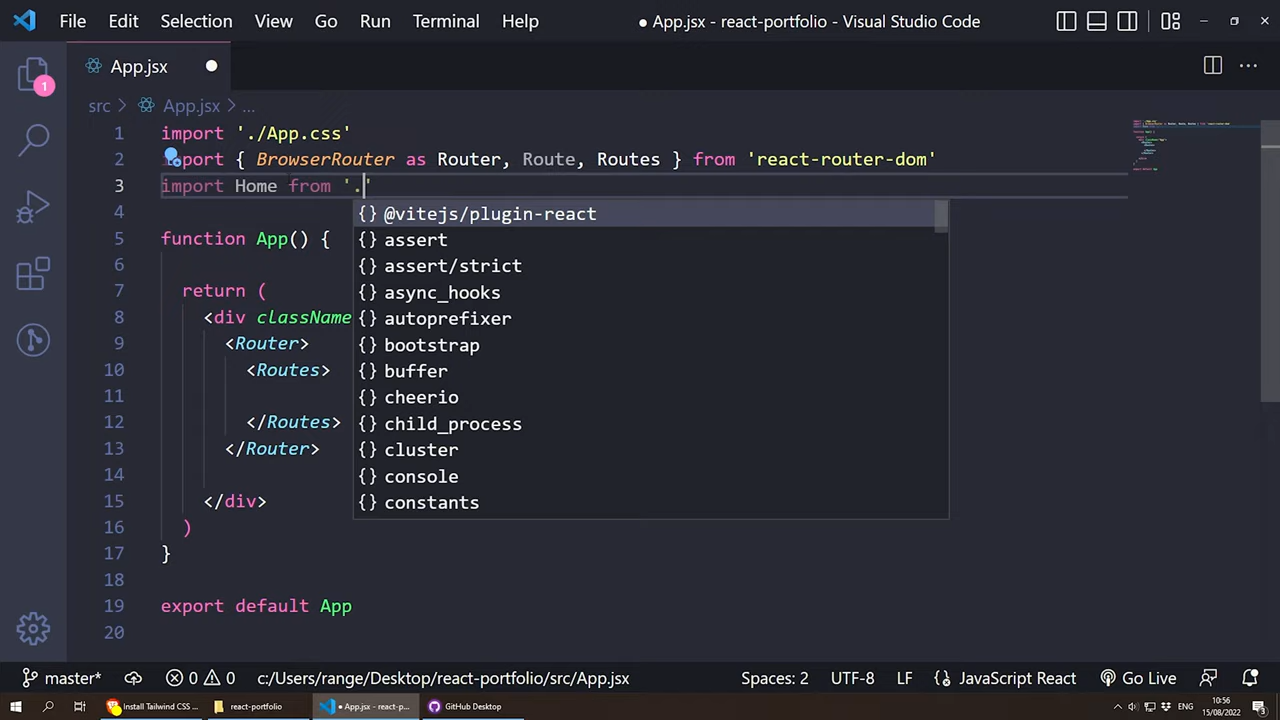 File Edit Selection View Go Run Terminal Help ● App.jsx - react-portfolio - Visual Studio Code
App.jsx
1
src > App.jsx > ...
1 import './App.css'
2 import { BrowserRouter as Router, Route, Routes } from 'react-router-dom'
3 import Home from '.'
4
5 function App() {
6
7 return (
8 <div className
9 <Router>
10 <Routes>
11
12 </Routes>
13 </Router>
14
15 </div>
16 )
17 }
18
19 export default App
20
{} @vitejs/plugin-react
{} assert
{} assert/strict
{} async_hooks
{} autoprefixer
{} bootstrap
{} buffer
{} cheerio
{} child_process
{} cluster
{} console
{} constants
master* 0 0 c:/Users/range/Desktop/react-portfolio/src/App.jsx Spaces: 2 UTF-8 LF {} JavaScript React Go Live
Install Tailwind CSS ... react-portfolio ● App.jsx - react-p... GitHub Desktop ENG 10:56
15/08/2022 3